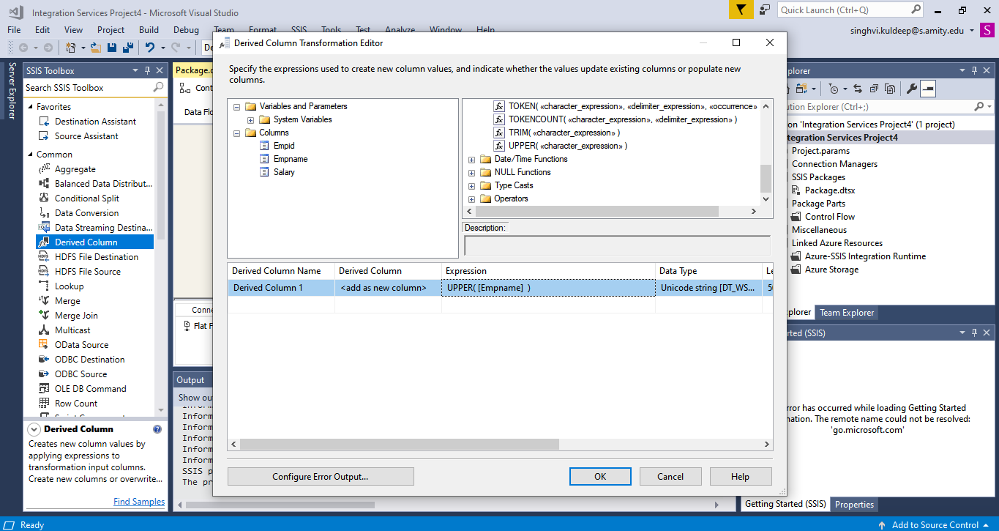 Integration Services Project4 - Microsoft Visual Studio
Quick Launch (Ctrl+Q)
File Edit View Project Build Debug Team Format SSIS Tools Test Analyze Window Help
singhvi.kuldeep@s.amity.edu
S
De
Server Explorer
SSIS Toolbox
Search SSIS Toolbox
Favorites
Destination Assistant
Source Assistant
Common
Aggregate
Balanced Data Distribut...
Conditional Split
Data Conversion
Data Streaming Destina...
Derived Column
HDFS File Destination
HDFS File Source
Lookup
Merge
Merge Join
Multicast
OData Source
ODBC Destination
ODBC Source
OLE DB Command
Row Count
Derived Column
Creates new column values by
applying expressions to
transformation input columns.
Create new columns or overwrite...
Find Samples
Package.
Cont
Data Flo
Conne
Flat F
Output
Show ou
Inform
Inform
Inform
Inform
Inform
Inform
SSIS p
The pr
Derived Column Transformation Editor
Specify the expressions used to create new column values, and indicate whether the values update existing columns or populate new
columns.
Variables and Parameters
System Variables
Columns
Empid
Empname
Salary
TOKEN( «character_expression», «delimiter_expression», «occurrence»
TOKENCOUNT( «character_expression», «delimiter_expression» )
TRIM( «character_expression» )
UPPER( «character_expression» )
Date/Time Functions
NULL Functions
Type Casts
Operators
Description:
Derived Column Name Derived Column Expression Data Type Le
Derived Column 1 <add as new column> UPPER( [Empname] ) Unicode string [DT_WS... 50
Configure Error Output... OK Cancel Help
plorer
ution Explorer (Ctrl+;)
on 'Integration Services Project4' (1 project)
tegration Services Project4
Project.params
Connection Managers
SSIS Packages
Package.dtsx
Package Parts
Control Flow
Miscellaneous
Linked Azure Resources
Azure-SSIS Integration Runtime
Azure Storage
plorer Team Explorer
ted (SSIS)
rror has occurred while loading Getting Started
mation. The remote name could not be resolved:
'go.microsoft.com'
Getting Started (SSIS) Properties
Ready
Add to Source Control